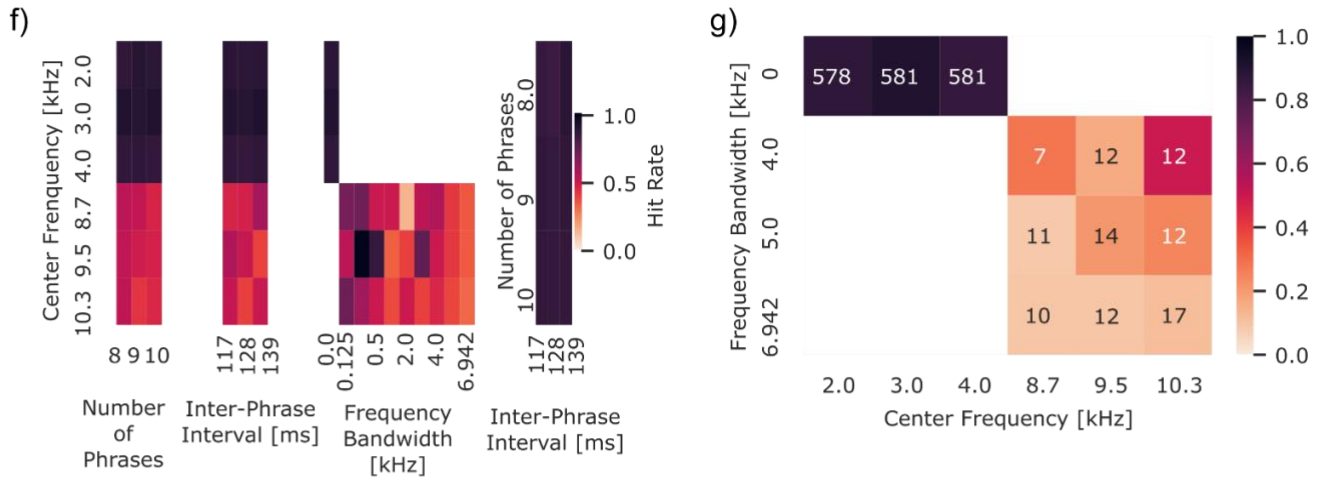 f)
Center Frenquency [kHz]
2.0
3.0
4.0
8.7
9.5
10.3
8 9 10
Number
of
Phrases
117
128
139
Inter-Phrase
Interval [ms]
0.0
0.125
0.5
2.0
4.0
6.942
Frequency
Bandwidth
[kHz]
Number of Phrases
8.0
9
10
117
128
139
Inter-Phrase
Interval [ms]
1.0
0.5
0.0
Hit Rate
g)
Frequency Bandwidth [kHz]
0
4.0
5.0
6.942
578 581 581
7 12 12
11 14 12
10 12 17
2.0 3.0 4.0 8.7 9.5 10.3
Center Frequency [kHz]
1.0
0.8
0.6
0.4
0.2
0.0